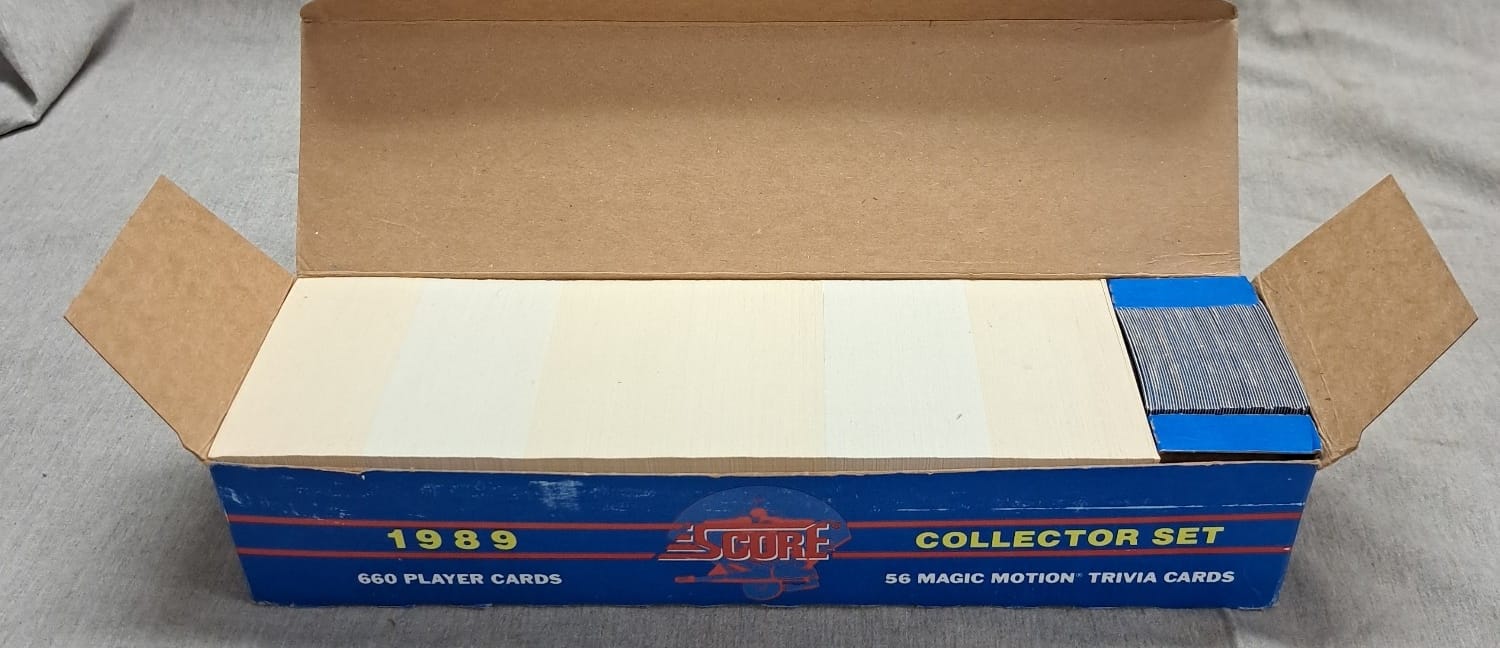 1989
SCORE®
COLLECTOR SET
660 PLAYER CARDS
56 MAGIC MOTION® TRIVIA CARDS